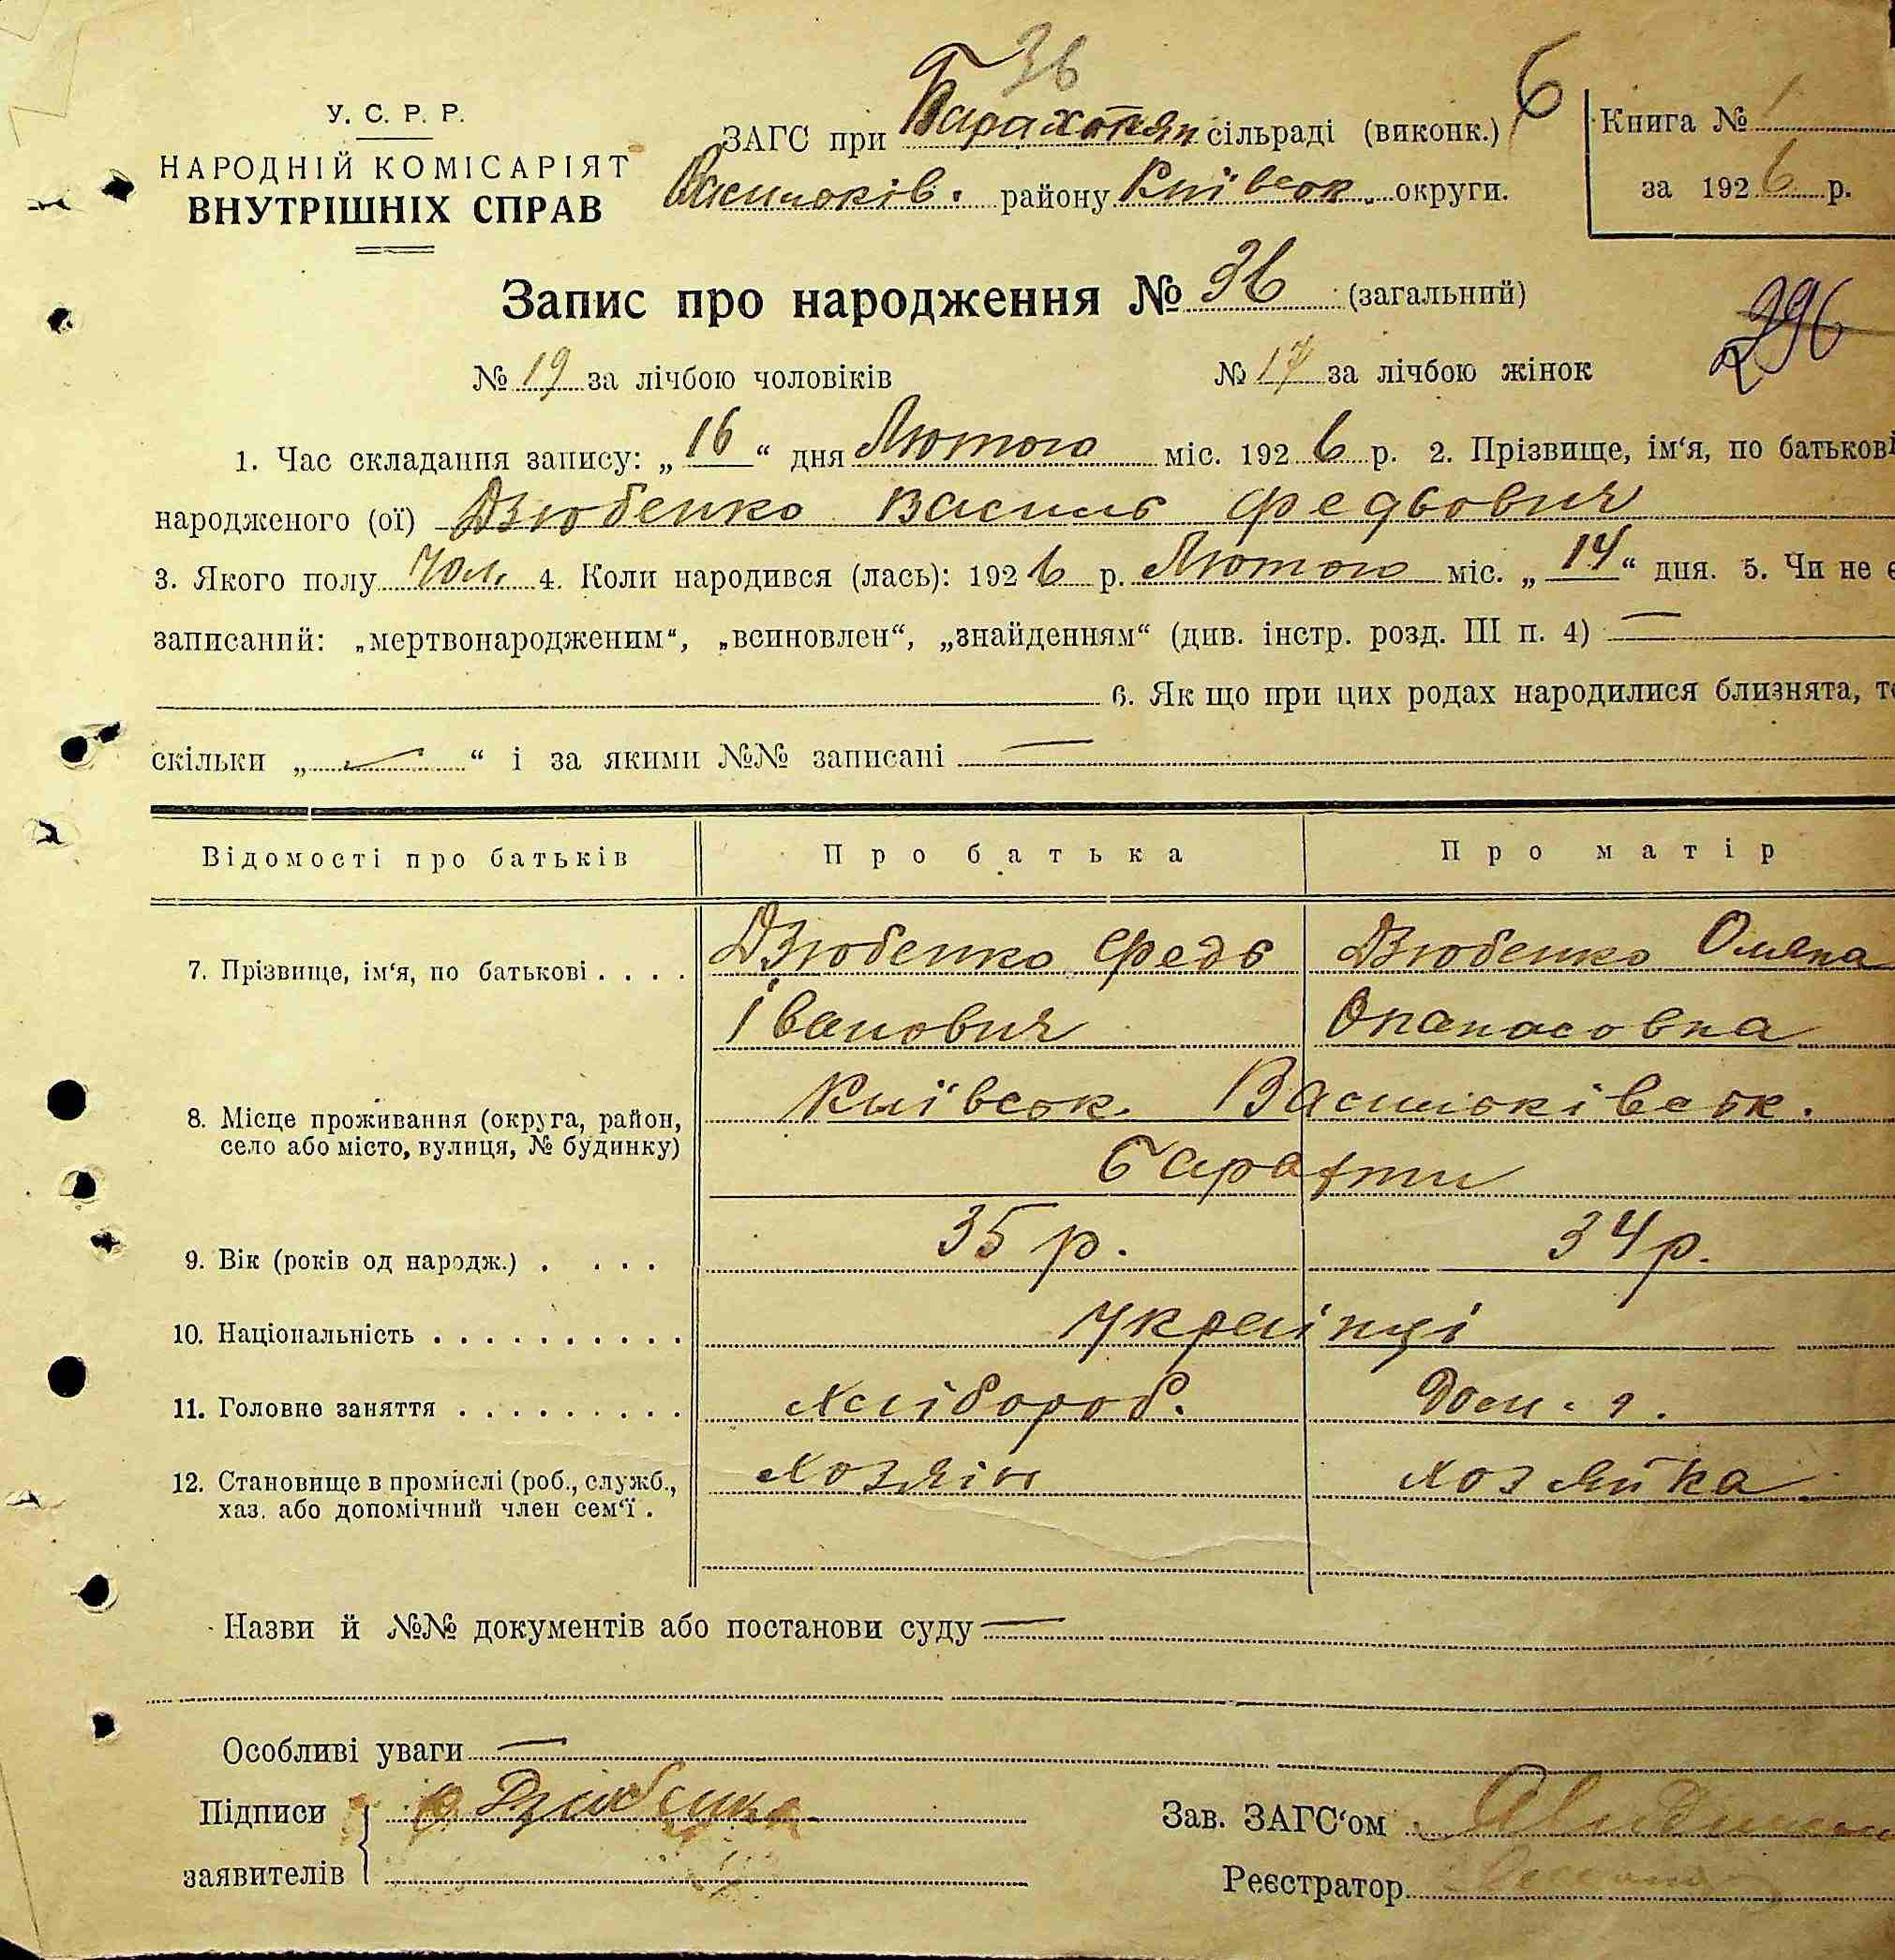 36
У. С. Р. Р.
НАРОДНІЙ КОМІСАРІЯТ
ВНУТРІШНІХ СПРАВ
ЗАГС при Барахотян сільраді (виконк.) 6
Васильків. району Київськ. округи.
Книга № 1
за 1926 р.
Запис про народження № 36 (загальний)
296
№ 19 за лічбою чоловіків № 17 за лічбою жінок
1. Час складання запису: „16“ дня Лютого міс. 1926 р. 2. Прізвище, ім‘я, по батькові
народженого (ої) Дзюбенко Василь Федьович
3. Якого полу Чол. 4. Коли народився (лась): 1926 р. Лютого міс. „14“ дня. 5. Чи не є
записаний: „мертвонародженим“, „всиновлен“, „знайденням“ (див. інстр. розд. III п. 4) —
6. Як що при цих родах народилися близнята, то
скільки „—“ і за якими №№ записані —
Відомості про батьків Про батька Про матір
7. Прізвище, ім‘я, по батькові . . . . Дзюбенко Федь Дзюбенко Оляна
Іванович Опанасовна
8. Місце проживання (округа, район, Київськ. Васильківськ.
село або місто, вулиця, № будинку)
9. Вік (років од народж.) . . . . 35 р. 34 р.
10. Національність . . . . . . . . . . Українці
11. Головне заняття . . . . . . . . . Хлібороб. Дом. г.
12. Становище в промислі (роб., служб., Хозяін Хозяйка
хаз. або допомічний член сем‘ї .
Назви й №№ документів або постанови суду —
Особливі уваги —
Підписи Дзюбенко
заявителів
Зав. ЗАГС‘ом
Реєстратор